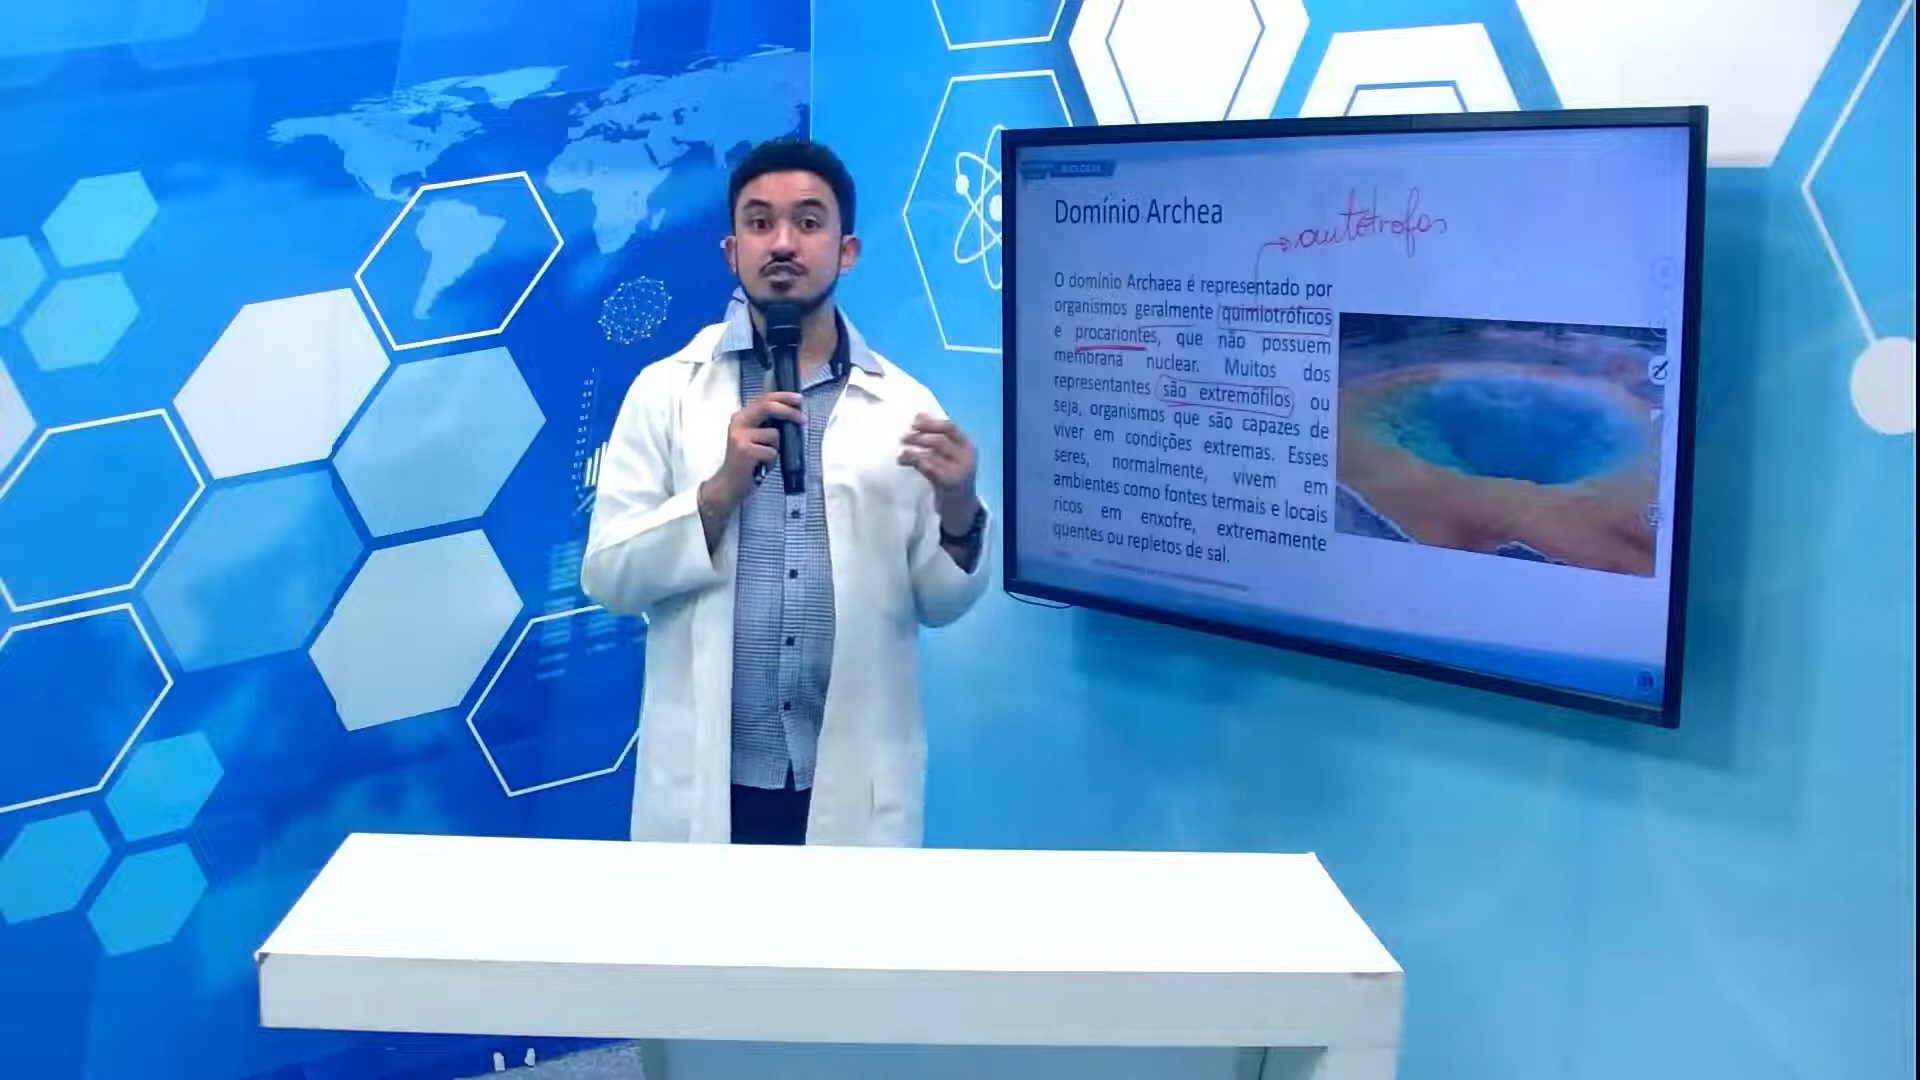 BIOLOGIA
Domínio Archea
autótrofos
O domínio Archaea é representado por
organismos geralmente quimiotróficos
e procariontes, que não possuem
membrana nuclear. Muitos dos
representantes são extremófilos ou
seja, organismos que são capazes de
viver em condições extremas. Esses
seres, normalmente, vivem em
ambientes como fontes termais e locais
ricos em enxofre, extremamente
quentes ou repletos de sal.